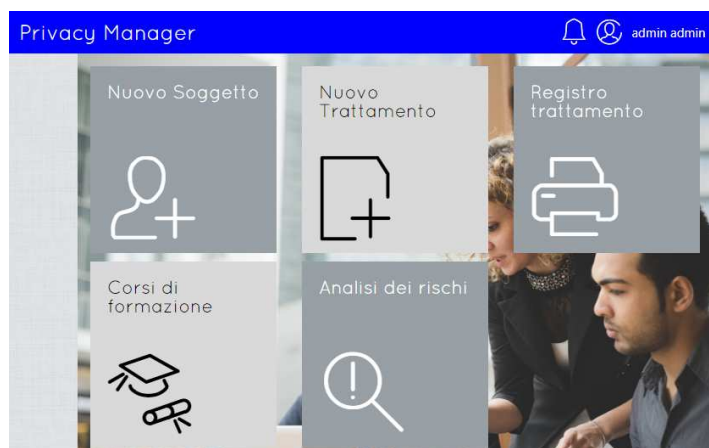 Privacy Manager
admin admin
Nuovo Soggetto
Nuovo
Trattamento
Registro
trattamento
Corsi di
formazione
Analisi dei rischi